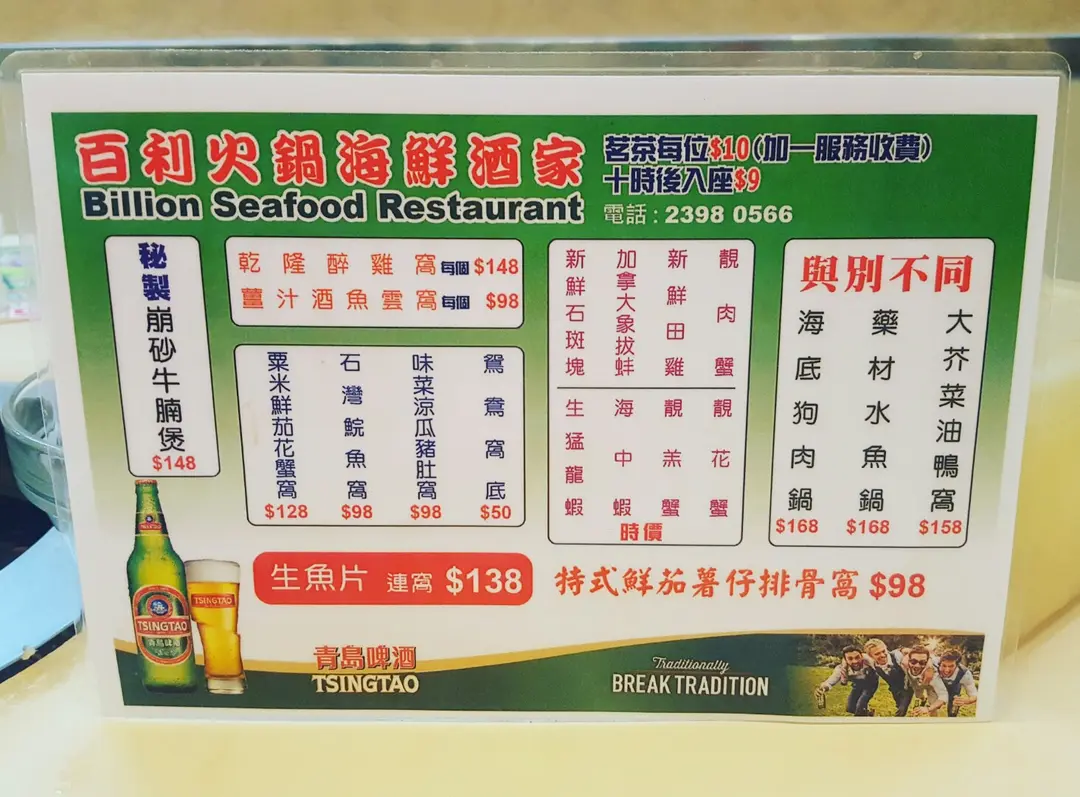 百利火鍋海鮮酒家
Billion Seafood Restaurant
茗茶每位$10(加一服務收費)
十時後入座$9
電話 : 2398 0566
秘製崩砂牛腩煲
$148
乾隆醉雞窩 每個 $148
薑汁酒魚雲窩 每個 $98
粟米鮮茄花蟹窩
$128
石灣鯇魚窩
$98
味菜涼瓜豬肚窩
$98
鴛鴦窩底
$50
新鮮石斑塊
加拿大象拔蚌
新鮮田雞
靚肉蟹
生猛龍蝦
海中蝦
靚羔蟹
靚花蟹
時價
與別不同
海底狗肉鍋
$168
藥材水魚鍋
$168
大芥菜油鴨窩
$158
生魚片 連窩 $138
特式鮮茄薯仔排骨窩 $98
TSINGTAO
青島啤酒
TSINGTAO
青島啤酒
TSINGTAO
Traditionally
BREAK TRADITION